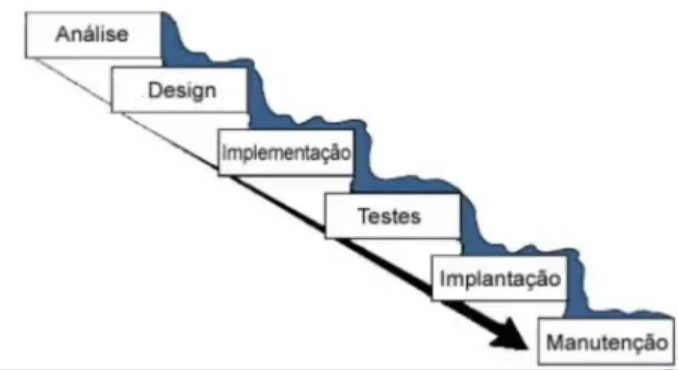 Análise
Design
Implementação
Testes
Implantação
Manutenção